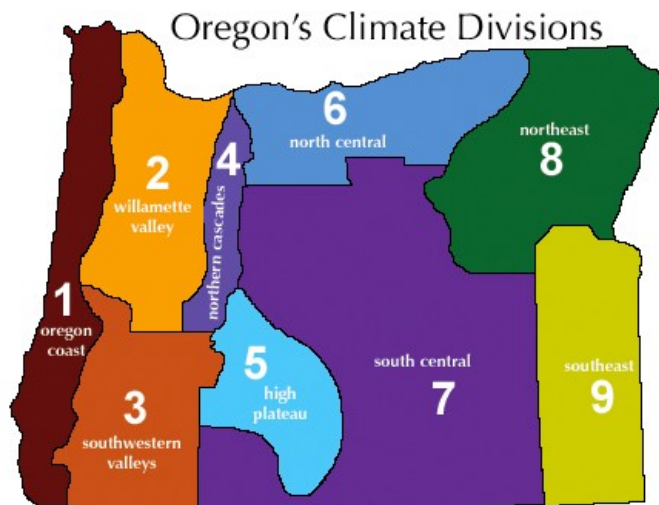 Oregon's Climate Divisions
1
oregon
coast
2
willamette
valley
3
southwestern
valleys
4
northern cascades
5
high
plateau
6
north central
south central
7
northeast
8
southeast
9